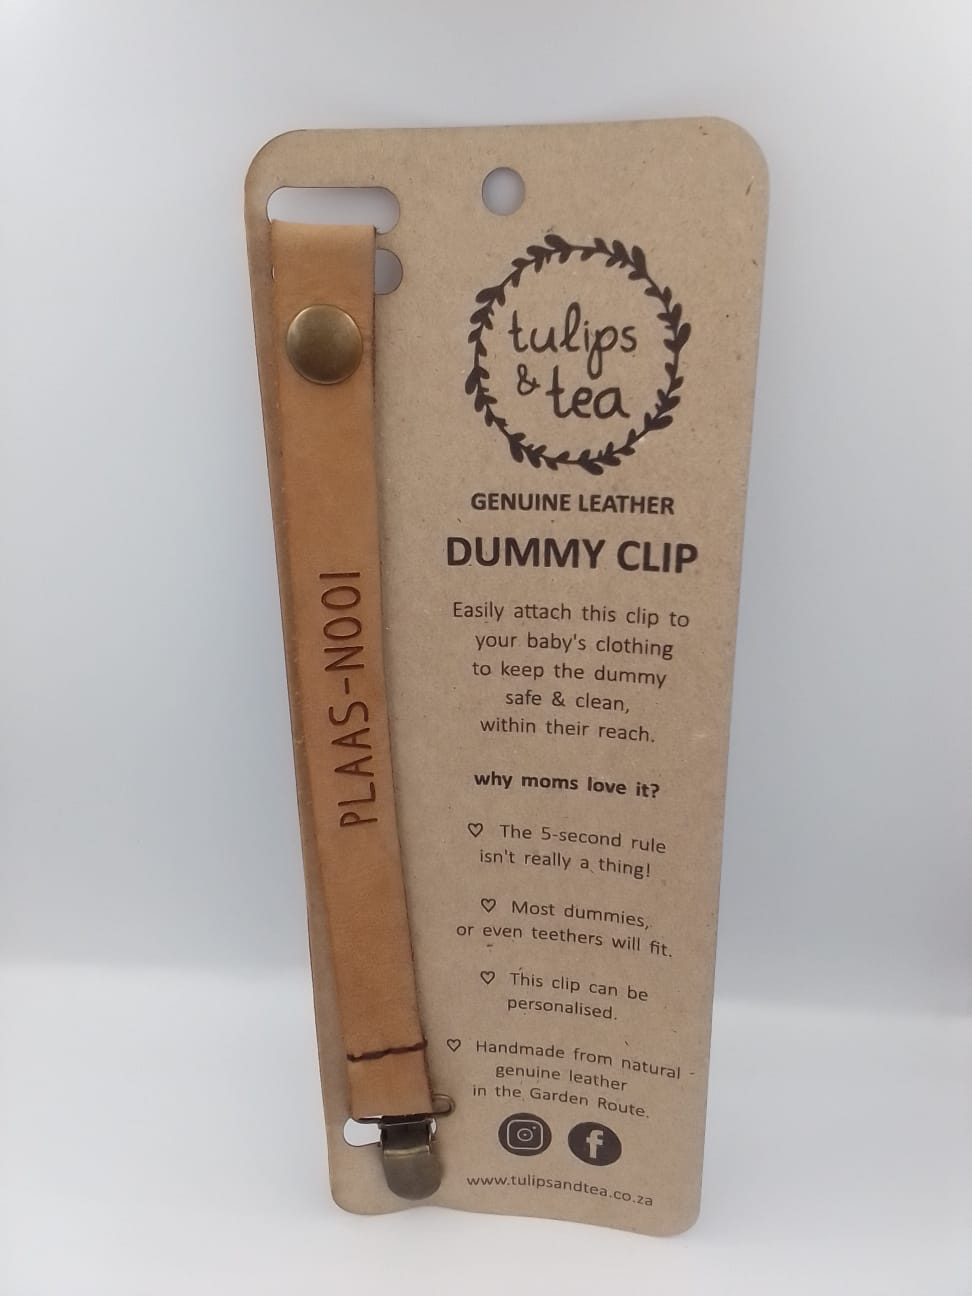 PLAAS-NOOI
tulips
& tea
GENUINE LEATHER
DUMMY CLIP
Easily attach this clip to
your baby's clothing
to keep the dummy
safe & clean,
within their reach.
why moms love it?
♡ The 5-second rule
isn't really a thing!
♡ Most dummies,
or even teethers will fit.
♡ This clip can be
personalised.
♡ Handmade from natural -
genuine leather
in the Garden Route.
www.tulipsandtea.co.za